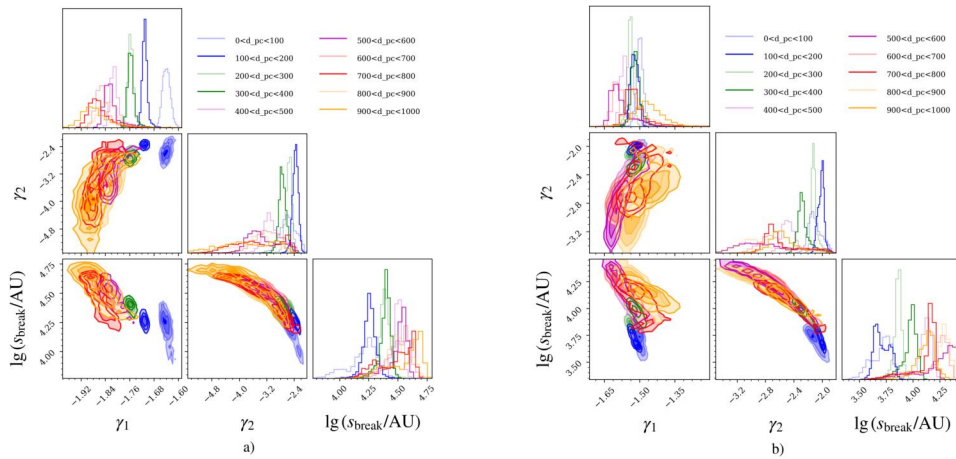 0<d_pc<100
500<d_pc<600
100<d_pc<200
600<d_pc<700
200<d_pc<300
700<d_pc<800
300<d_pc<400
800<d_pc<900
400<d_pc<500
900<d_pc<1000
γ2
−2.4
−3.2
−4.0
−4.8
lg (s_break/AU)
4.75
4.50
4.25
4.00
−1.92
−1.84
−1.76
−1.68
−1.60
γ1
−4.8
−4.0
−3.2
−2.4
γ2
4.00
4.25
4.50
4.75
lg (s_break/AU)
a)
0<d_pc<100
500<d_pc<600
100<d_pc<200
600<d_pc<700
200<d_pc<300
700<d_pc<800
300<d_pc<400
800<d_pc<900
400<d_pc<500
900<d_pc<1000
γ2
−2.0
−2.4
−2.8
−3.2
lg (s_break/AU)
4.25
4.00
3.75
3.50
−1.65
−1.50
−1.35
γ1
−3.2
−2.8
−2.4
−2.0
γ2
3.50
3.75
4.00
4.25
lg (s_break/AU)
b)